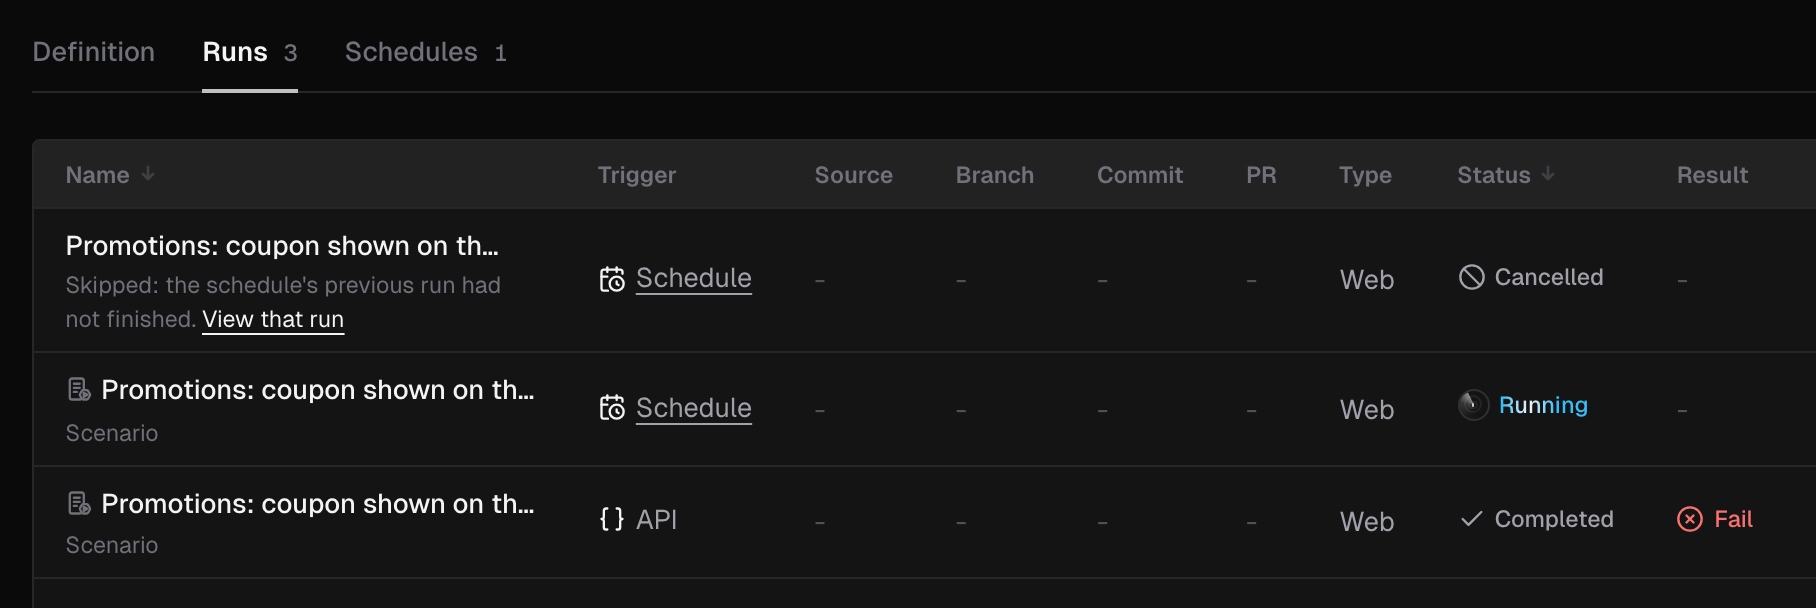 Definition Runs 3 Schedules 1
Name Trigger Source Branch Commit PR Type Status Result
Promotions: coupon shown on th...
Skipped: the schedule's previous run had
not finished. View that run
Schedule - - - - Web Cancelled -
Promotions: coupon shown on th...
Scenario
Schedule - - - - Web Running -
Promotions: coupon shown on th...
Scenario
API - - - - Web Completed Fail